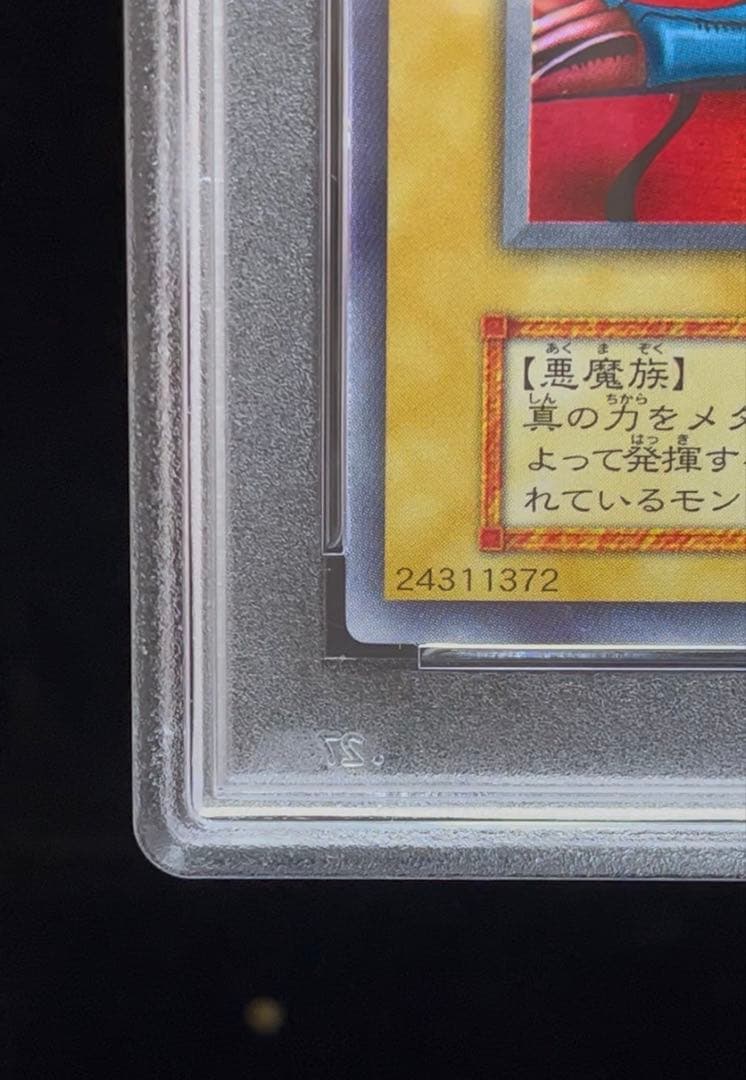 【悪魔族】
真の力をメタ
よって発揮す
れているモン
24311372